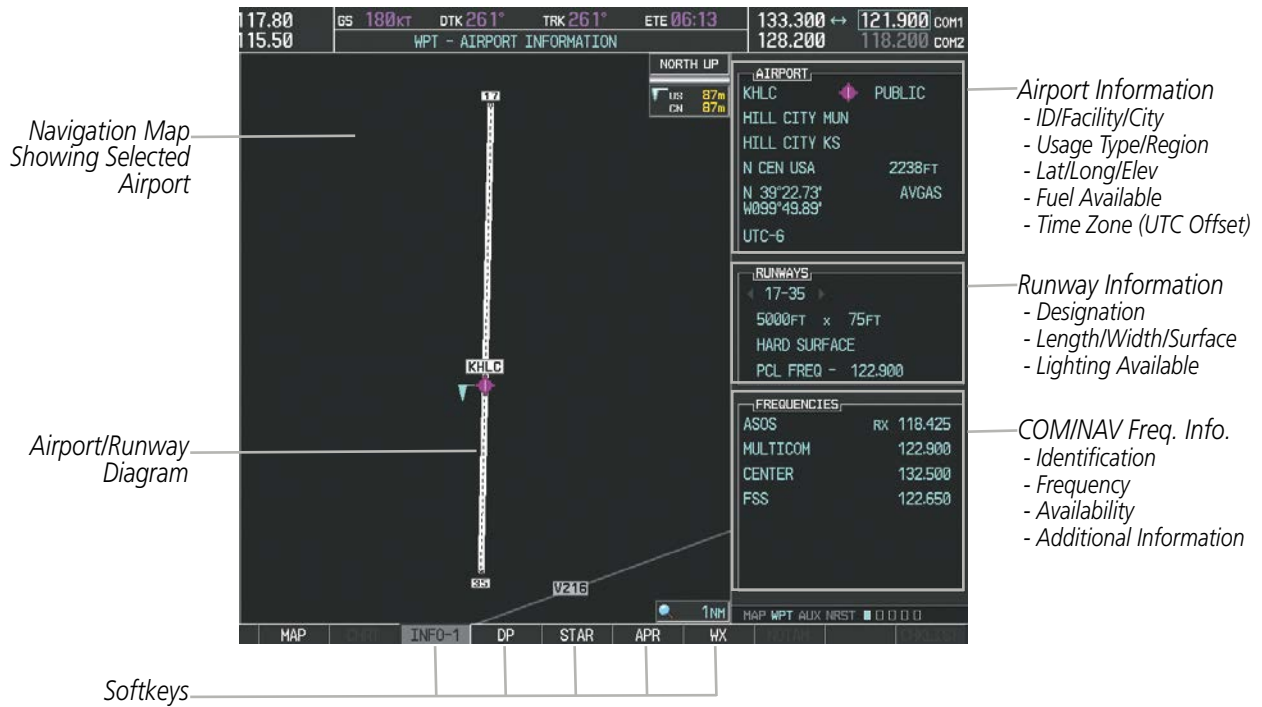 117.80
115.50
GS 180KT DTK 261° TRK 261° ETE 06:13
WPT - AIRPORT INFORMATION
133.300 ↔ 121.900 COM1
128.200 118.200 COM2
NORTH UP
US 87m
CN 87m
17
KHLC
35
V216
1NM
AIRPORT
KHLC PUBLIC
HILL CITY MUN
HILL CITY KS
N CEN USA 2238FT
N 39°22.73' AVGAS
W099°49.89'
UTC-6
RUNWAYS
17-35
5000FT x 75FT
HARD SURFACE
PCL FREQ - 122.900
FREQUENCIES
ASOS RX 118.425
MULTICOM 122.900
CENTER 132.500
FSS 122.650
MAP WPT AUX NRST
MAP CHRT INFO-1 DP STAR APR WX NOTAM CHKLIST
Navigation Map
Showing Selected
Airport
Airport/Runway
Diagram
Softkeys
Airport Information
- ID/Facility/City
- Usage Type/Region
- Lat/Long/Elev
- Fuel Available
- Time Zone (UTC Offset)
Runway Information
- Designation
- Length/Width/Surface
- Lighting Available
COM/NAV Freq. Info.
- Identification
- Frequency
- Availability
- Additional Information